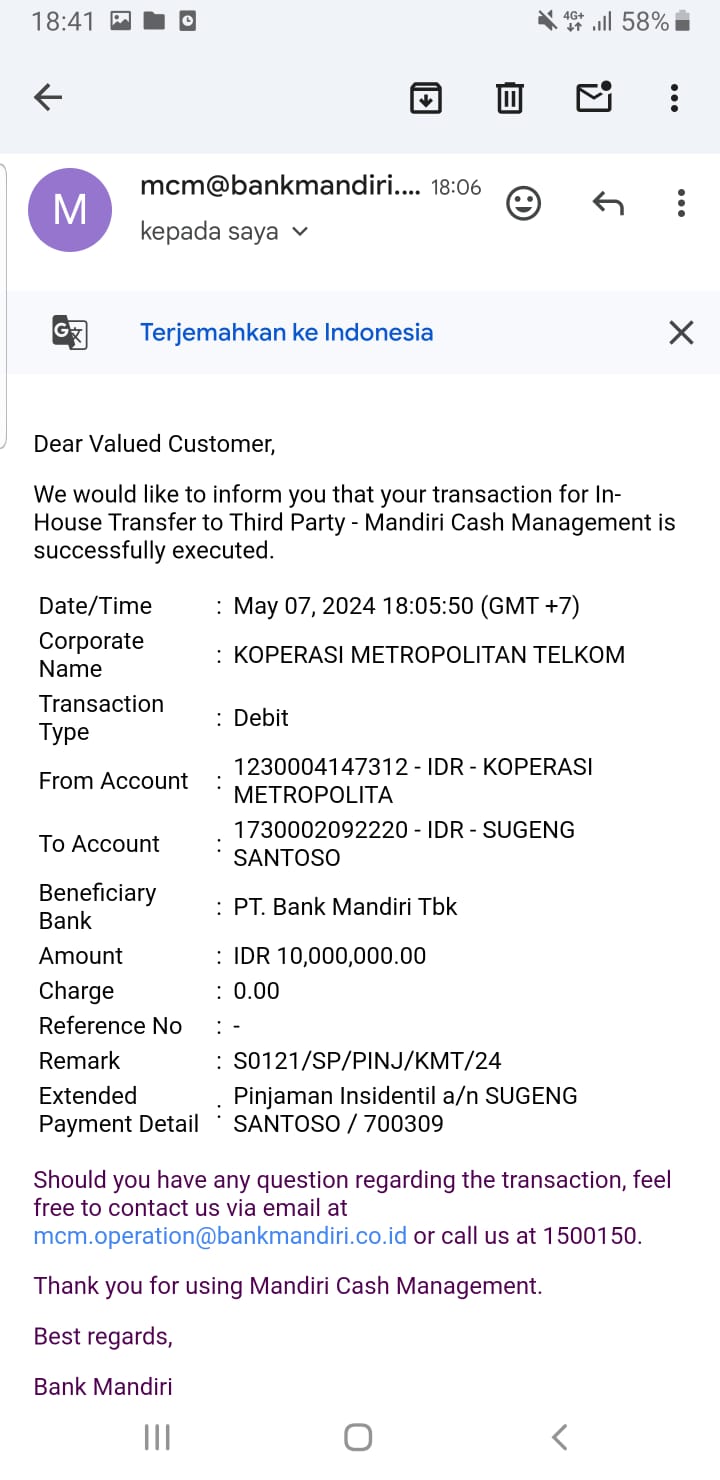 18:41
4G+ 58%
M
mcm@bankmandiri.... 18:06
kepada saya
G
Terjemahkan ke Indonesia
Dear Valued Customer,
We would like to inform you that your transaction for In-
House Transfer to Third Party - Mandiri Cash Management is
successfully executed.
Date/Time : May 07, 2024 18:05:50 (GMT +7)
Corporate
Name : KOPERASI METROPOLITAN TELKOM
Transaction
Type : Debit
From Account : 1230004147312 - IDR - KOPERASI
METROPOLITA
To Account : 1730002092220 - IDR - SUGENG
SANTOSO
Beneficiary
Bank : PT. Bank Mandiri Tbk
Amount : IDR 10,000,000.00
Charge : 0.00
Reference No : -
Remark : S0121/SP/PINJ/KMT/24
Extended : Pinjaman Insidentil a/n SUGENG
Payment Detail SANTOSO / 700309
Should you have any question regarding the transaction, feel
free to contact us via email at
mcm.operation@bankmandiri.co.id or call us at 1500150.
Thank you for using Mandiri Cash Management.
Best regards,
Bank Mandiri